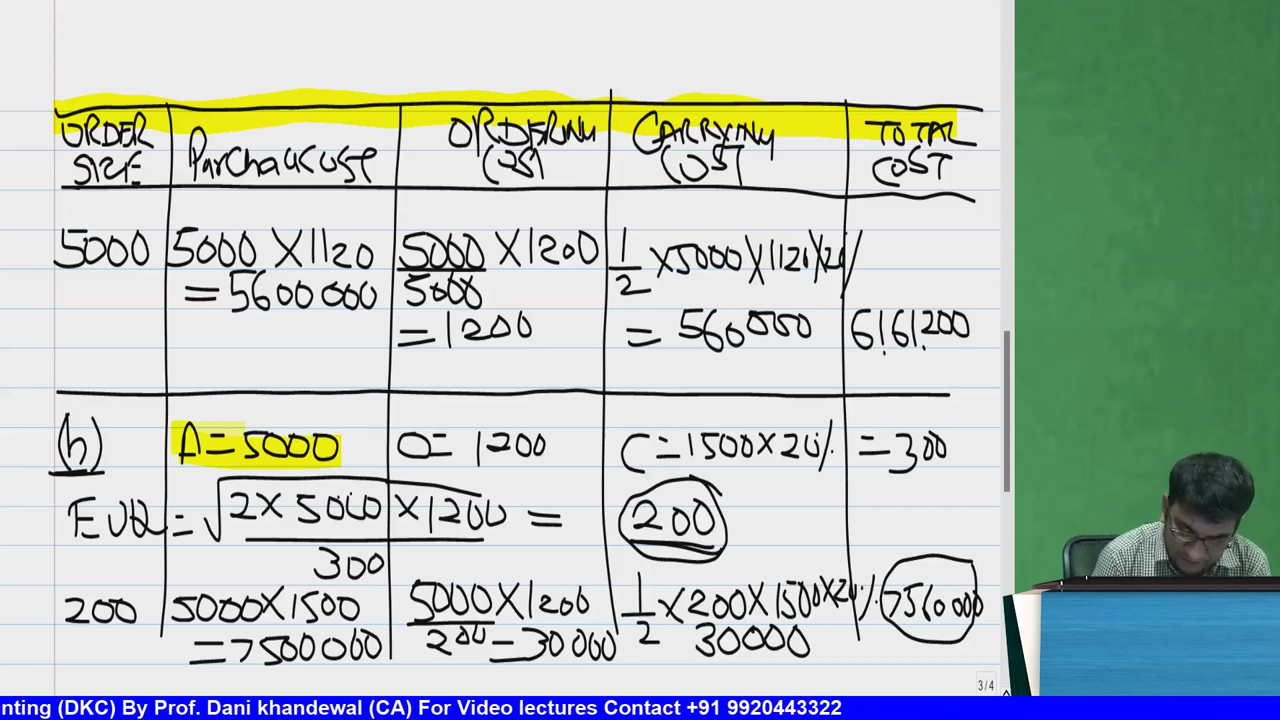 ORDER SIZE | Purchase cost | ORDERING COST | CARRYING COST | TOTAL COST
5000 | 5000 X 1120 | 5000/5000 X 1200 | 1/2 X 5000 X 1120 X 20%
= 5600000 | = 1200 | = 560000 | 61,61,200
(b) A = 5000 O = 1200 C = 1500 X 20% = 300
EOQ = √(2 X 5000 X 1200 / 300) = 200
200 | 5000 X 1500 | 5000/200 X 1200 | 1/2 X 200 X 1500 X 20% | 7560000
= 7500000 | = 30000 | 30000
3/4
nting (DKC) By Prof. Dani khandewal (CA) For Video lectures Contact +91 9920443322